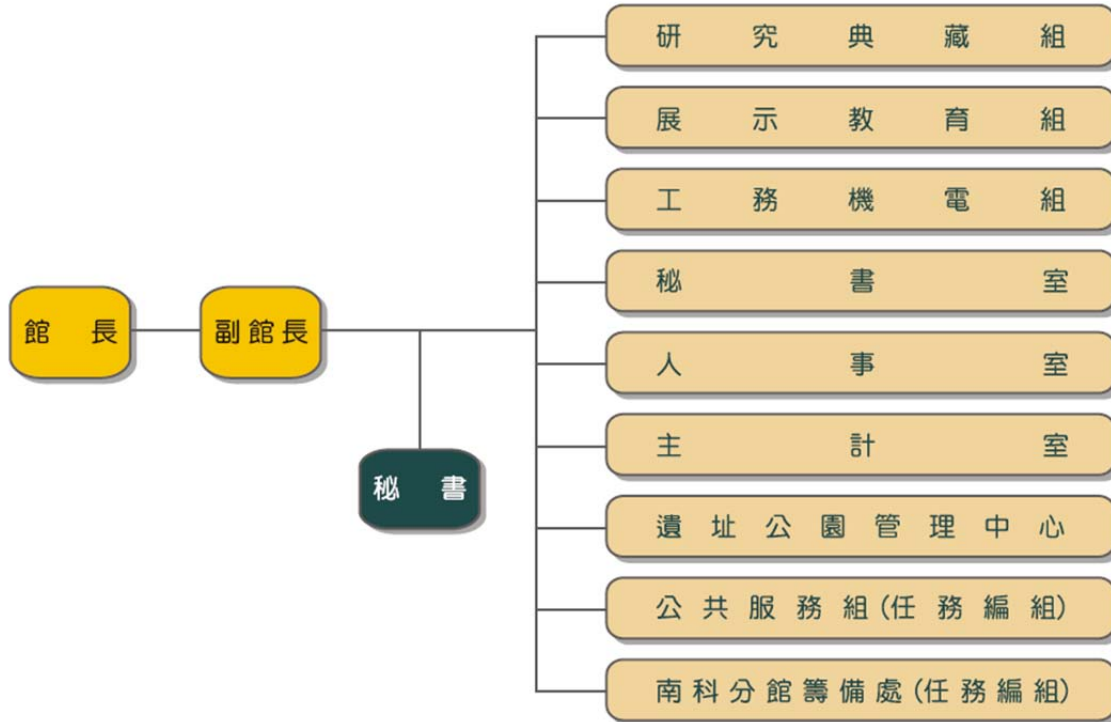 館長
副館長
秘書
研究典藏組
展示教育組
工務機電組
秘書室
人事室
主計室
遺址公園管理中心
公共服務組(任務編組)
南科分館籌備處(任務編組)